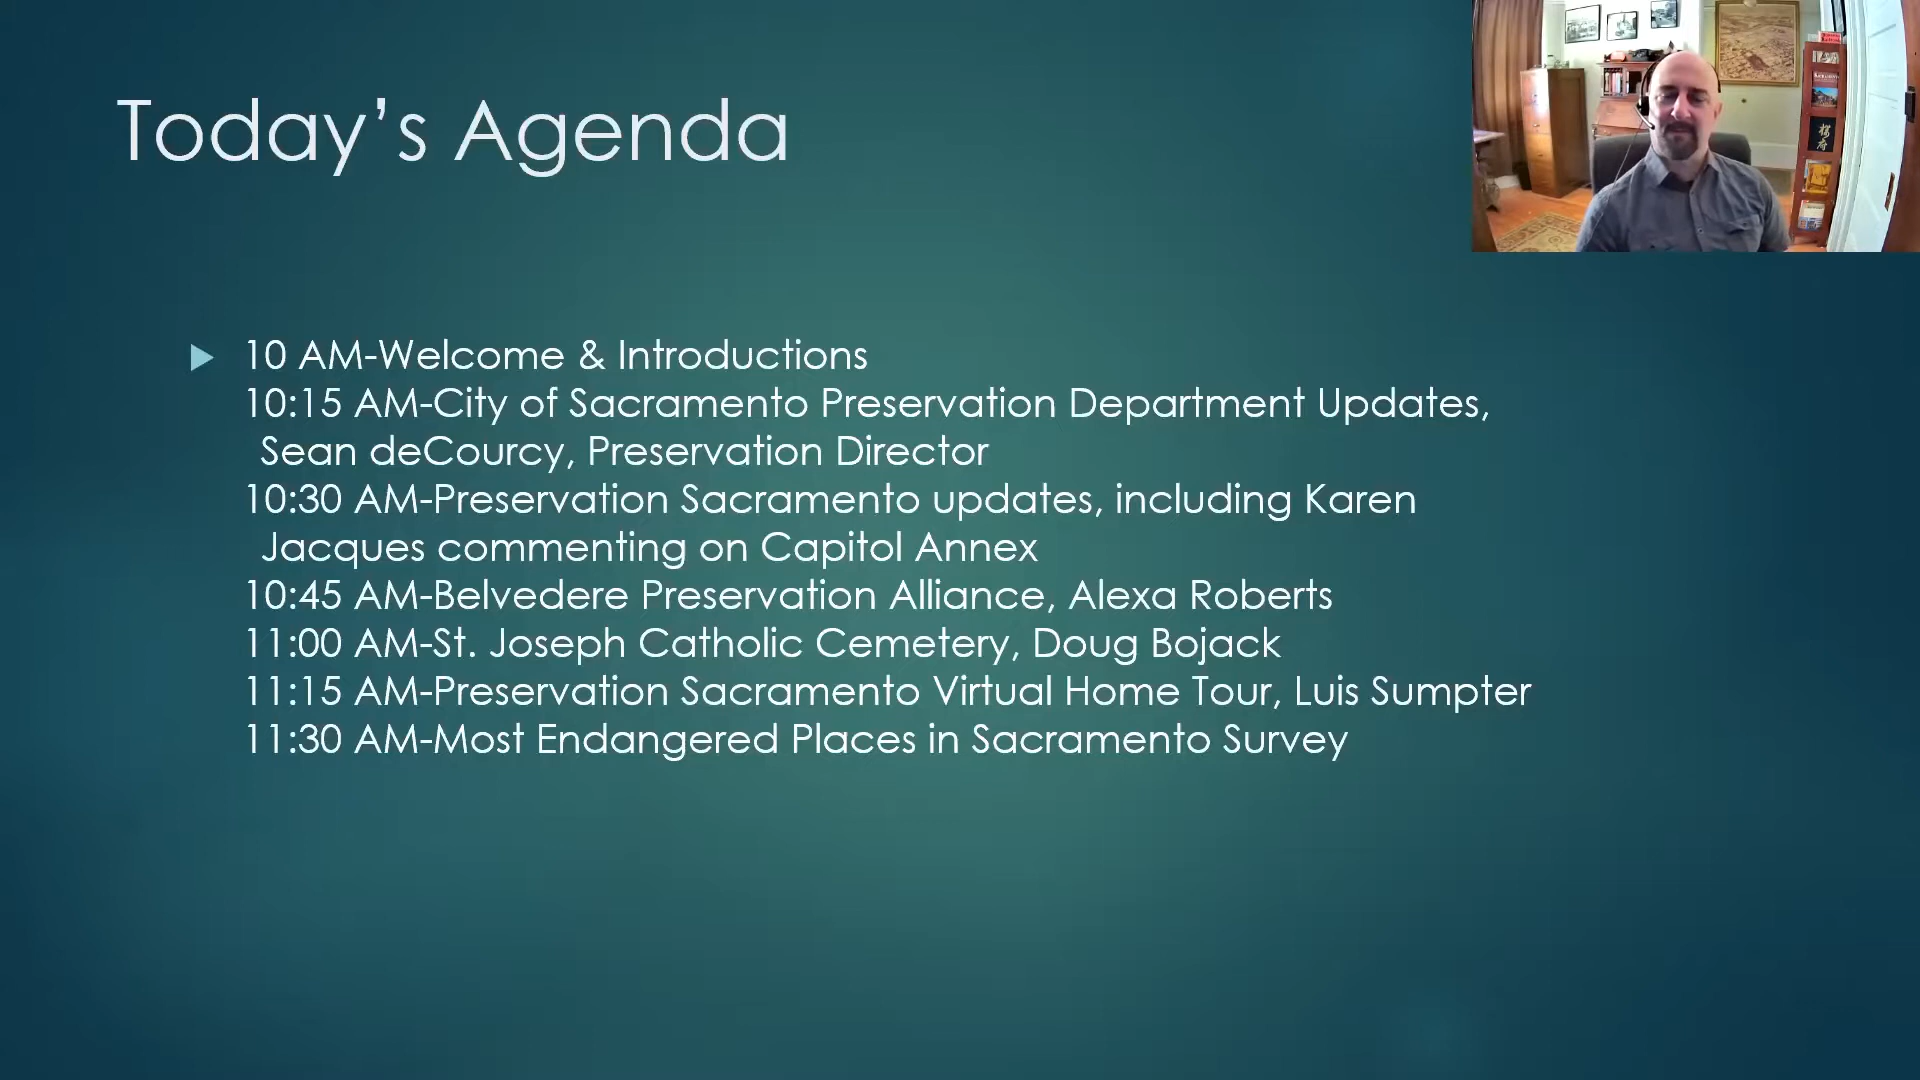 Today’s Agenda
10 AM-Welcome & Introductions
10:15 AM-City of Sacramento Preservation Department Updates,
Sean deCourcy, Preservation Director
10:30 AM-Preservation Sacramento updates, including Karen
Jacques commenting on Capitol Annex
10:45 AM-Belvedere Preservation Alliance, Alexa Roberts
11:00 AM-St. Joseph Catholic Cemetery, Doug Bojack
11:15 AM-Preservation Sacramento Virtual Home Tour, Luis Sumpter
11:30 AM-Most Endangered Places in Sacramento Survey